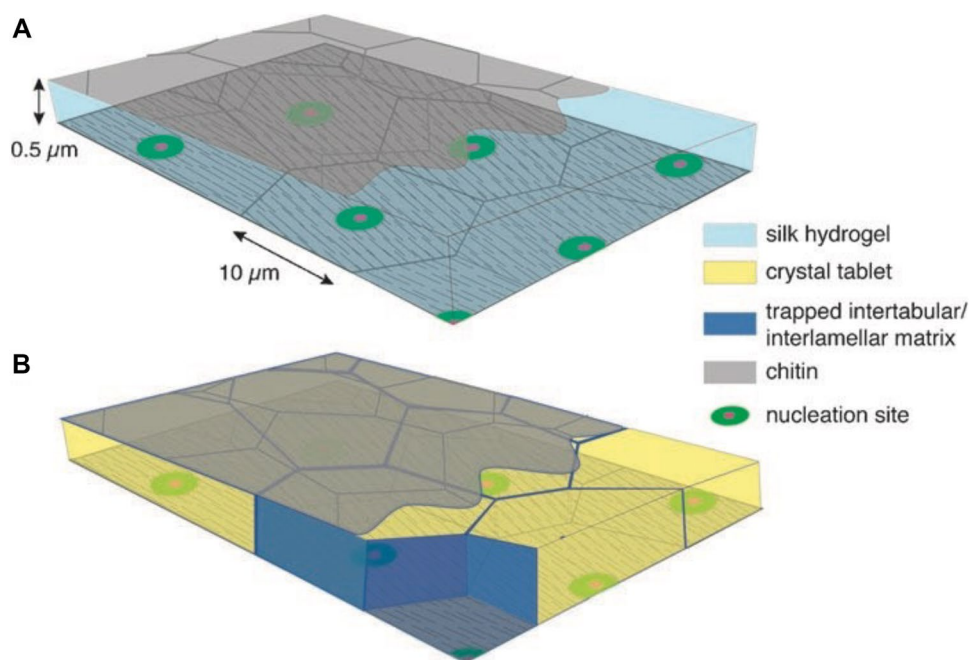 A
0.5 µm
10 µm
silk hydrogel
crystal tablet
trapped intertabular/
interlamellar matrix
chitin
nucleation site
B